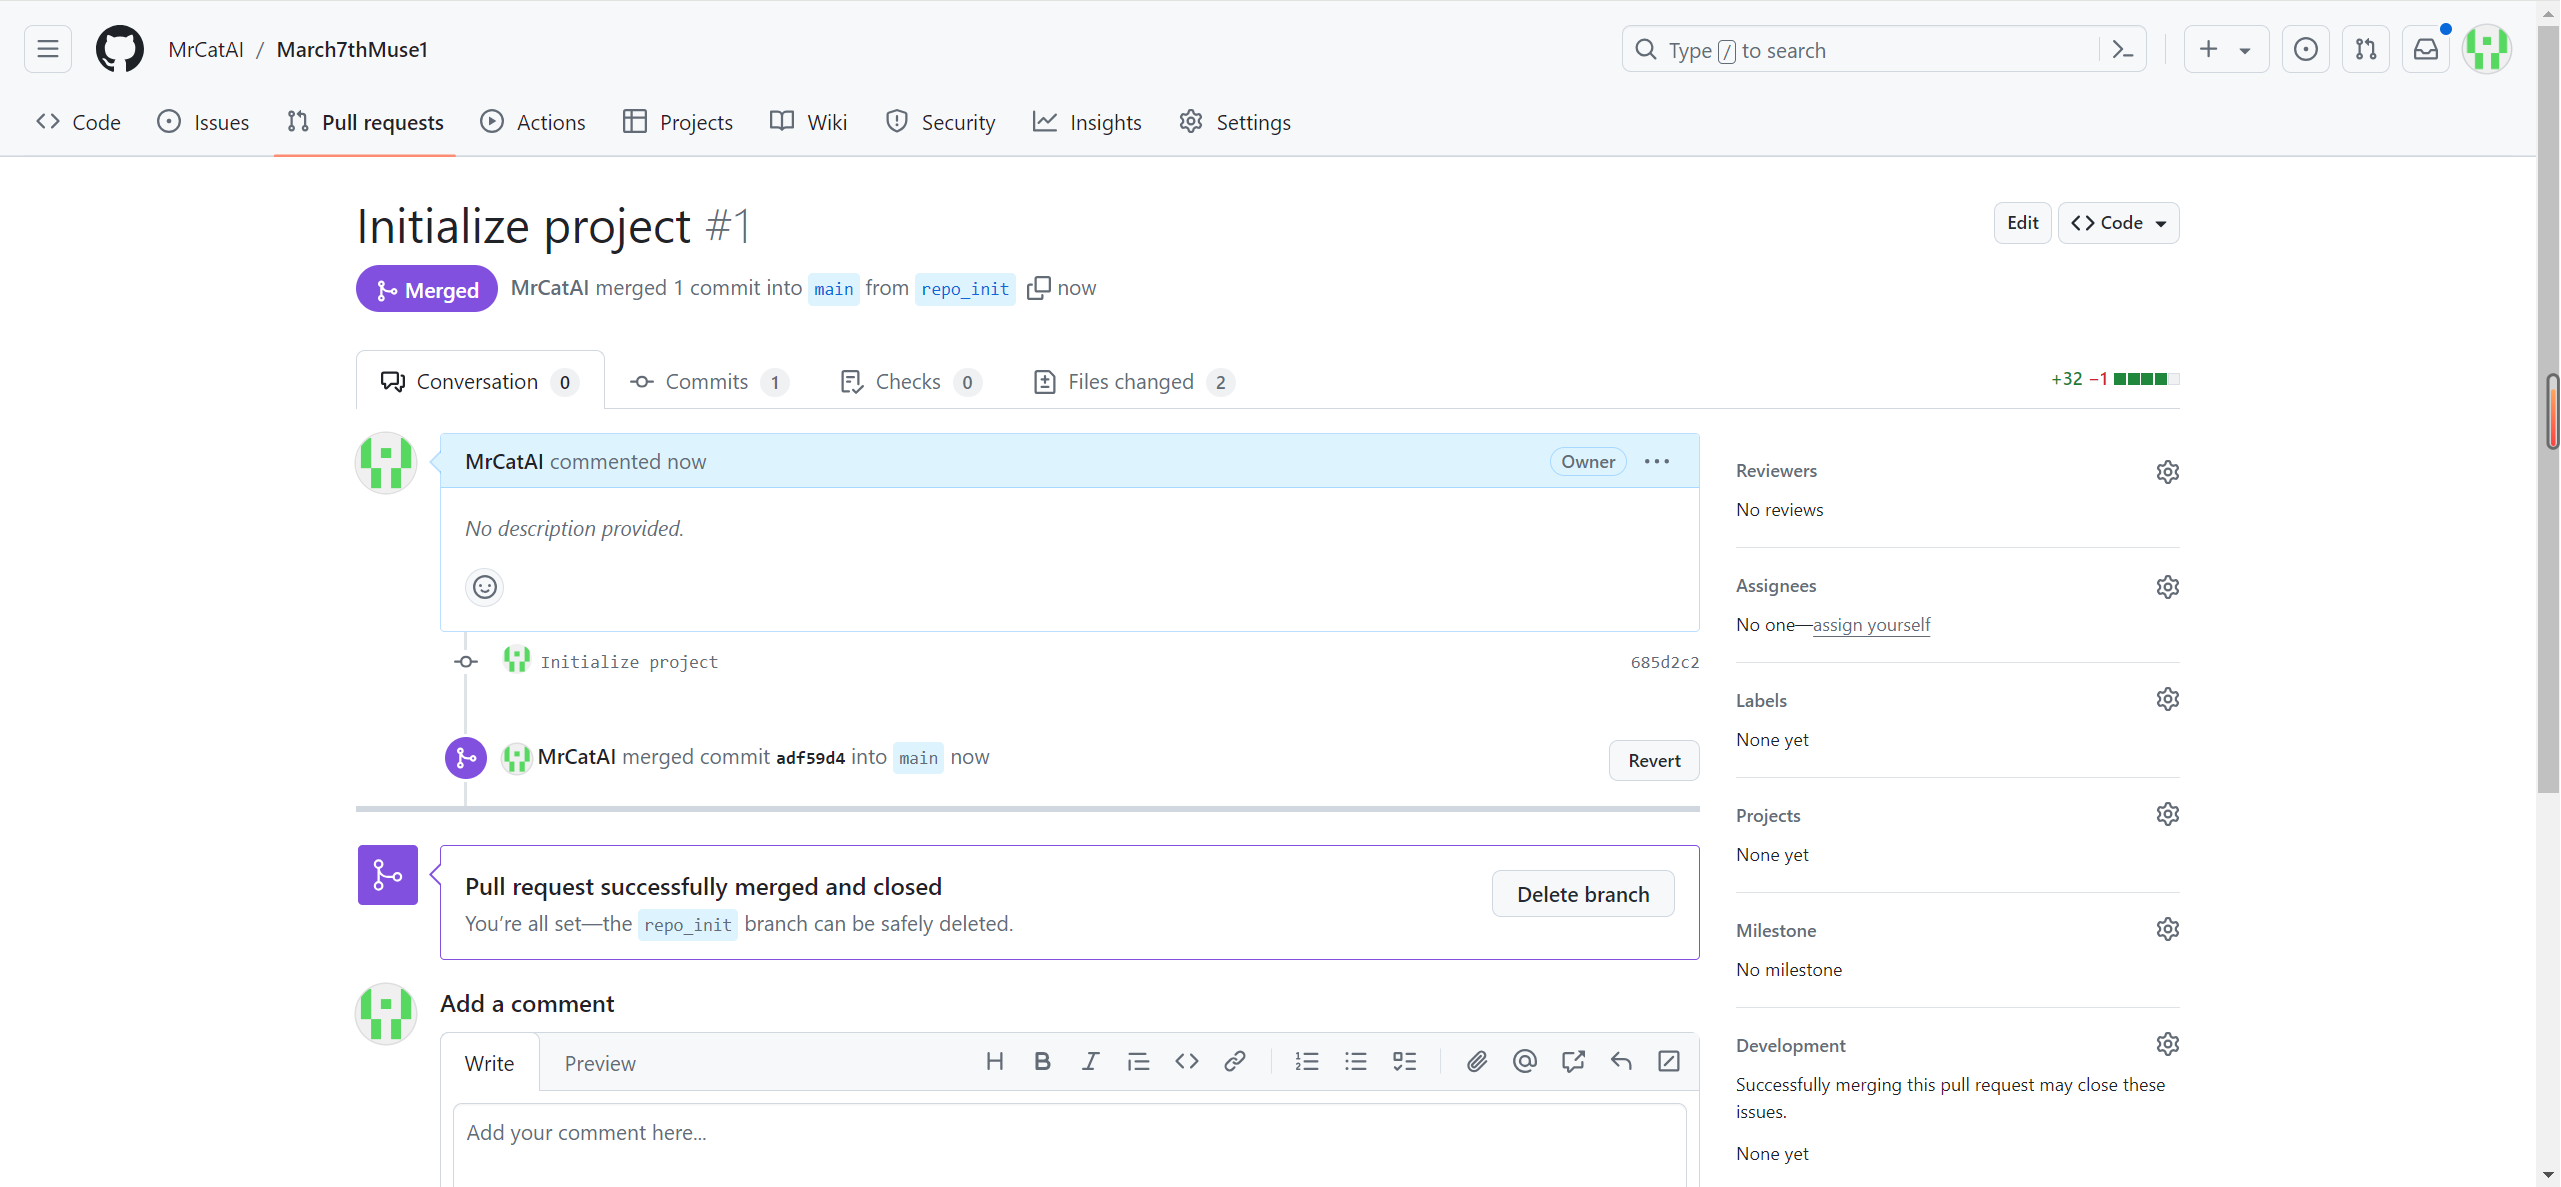 MrCatAI / March7thMuse1
Type / to search
Code
Issues
Pull requests
Actions
Projects
Wiki
Security
Insights
Settings
Initialize project #1
Edit
Code
Merged
MrCatAI merged 1 commit into main from repo_init now
Conversation 0
Commits 1
Checks 0
Files changed 2
+32 −1
MrCatAI commented now
Owner
No description provided.
Initialize project
685d2c2
MrCatAI merged commit adf59d4 into main now
Revert
Pull request successfully merged and closed
You’re all set—the repo_init branch can be safely deleted.
Delete branch
Add a comment
Write
Preview
Add your comment here...
Reviewers
No reviews
Assignees
No one—assign yourself
Labels
None yet
Projects
None yet
Milestone
No milestone
Development
Successfully merging this pull request may close these
issues.
None yet